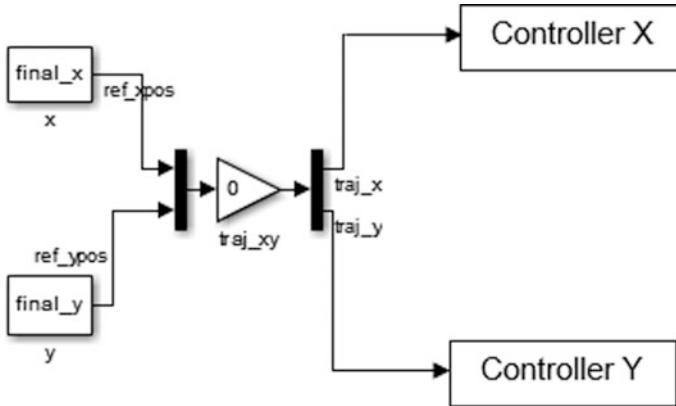 Controller X
final_x
ref_xpos
x
0
traj_x
traj_y
traj_xy
ref_ypos
final_y
y
Controller Y